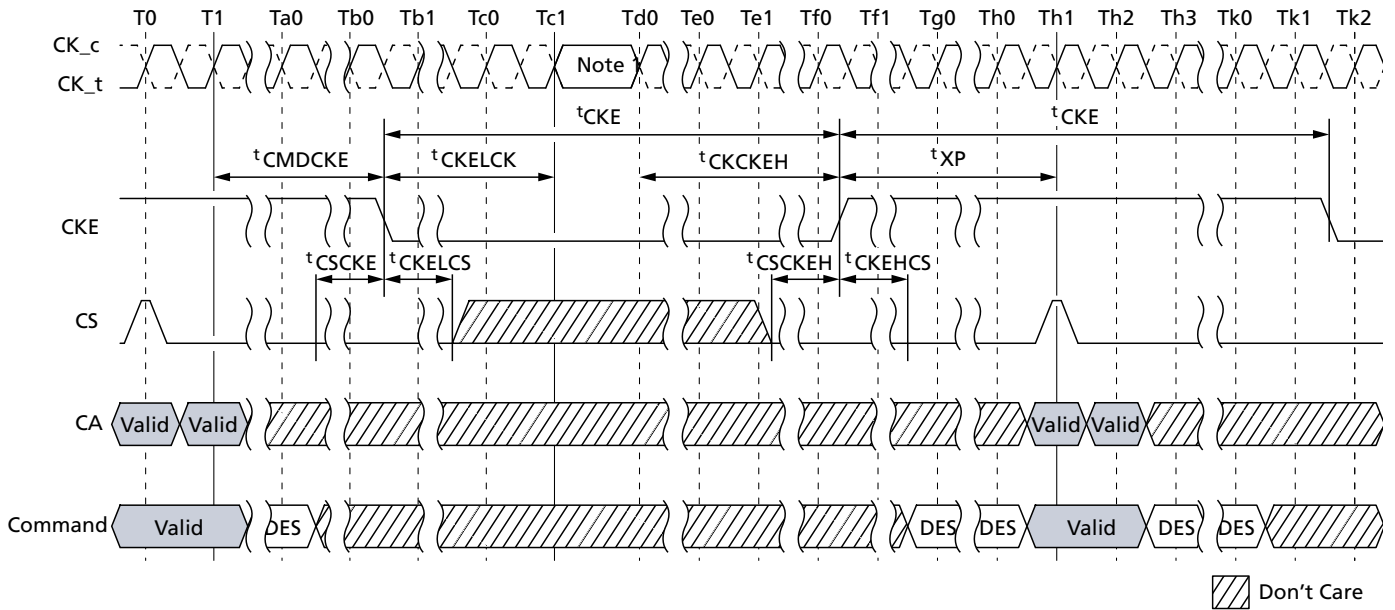 T0 T1 Ta0 Tb0 Tb1 Tc0 Tc1 Td0 Te0 Te1 Tf0 Tf1 Tg0 Th0 Th1 Th2 Th3 Tk0 Tk1 Tk2
CK_c
CK_t
Note
tCKE tCKE
tCMDCKE tCKELCK tCKCKEH tXP
CKE
tCSCKE tCKELCS tCSCKEH tCKEHCS
CS
CA Valid Valid Valid Valid
Command Valid DES DES DES Valid DES DES
Don't Care